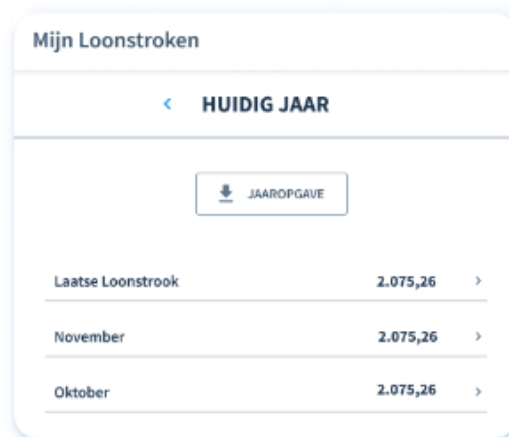 Mijn Loonstroken
HUIDIG JAAR
JAAROPGAVE
Laatse Loonstrook 2.075,26
November 2.075,26
Oktober 2.075,26